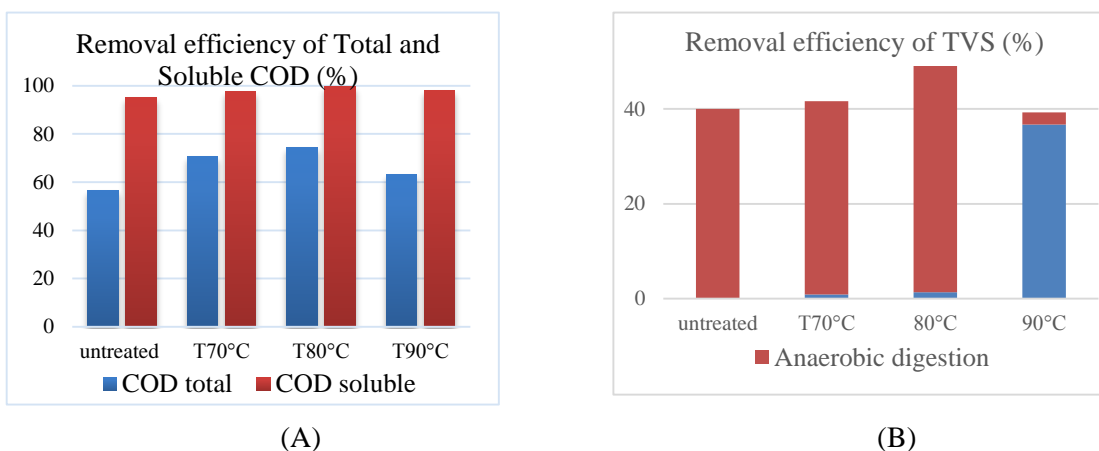 Removal efficiency of Total and
Soluble COD (%)
100
80
60
40
20
0
untreated T70°C T80°C T90°C
COD total COD soluble
(A)
Removal efficiency of TVS (%)
40
20
0
untreated T70°C 80°C 90°C
Anaerobic digestion
(B)